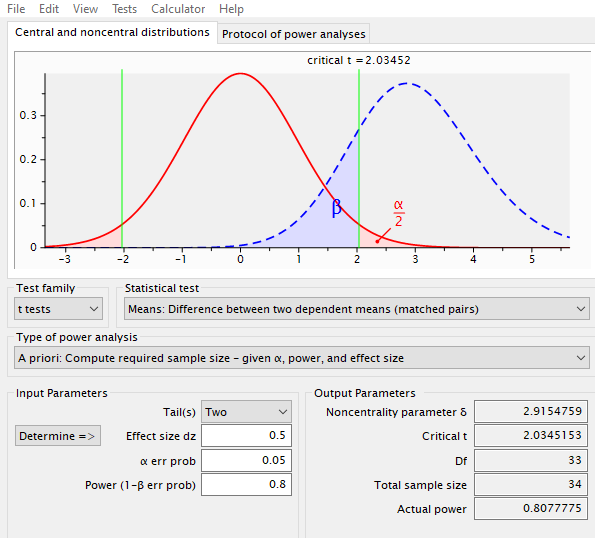 File Edit View Tests Calculator Help
Central and noncentral distributions Protocol of power analyses
critical t = 2.03452
0.3
0.2
0.1
0
β
α
2
-3 -2 -1 0 1 2 3 4 5
Test family Statistical test
t tests Means: Difference between two dependent means (matched pairs)
Type of power analysis
A priori: Compute required sample size - given α, power, and effect size
Input Parameters Output Parameters
Tail(s) Two Noncentrality parameter δ 2.9154759
Determine => Effect size dz 0.5 Critical t 2.0345153
α err prob 0.05 Df 33
Power (1-β err prob) 0.8 Total sample size 34
Actual power 0.8077775